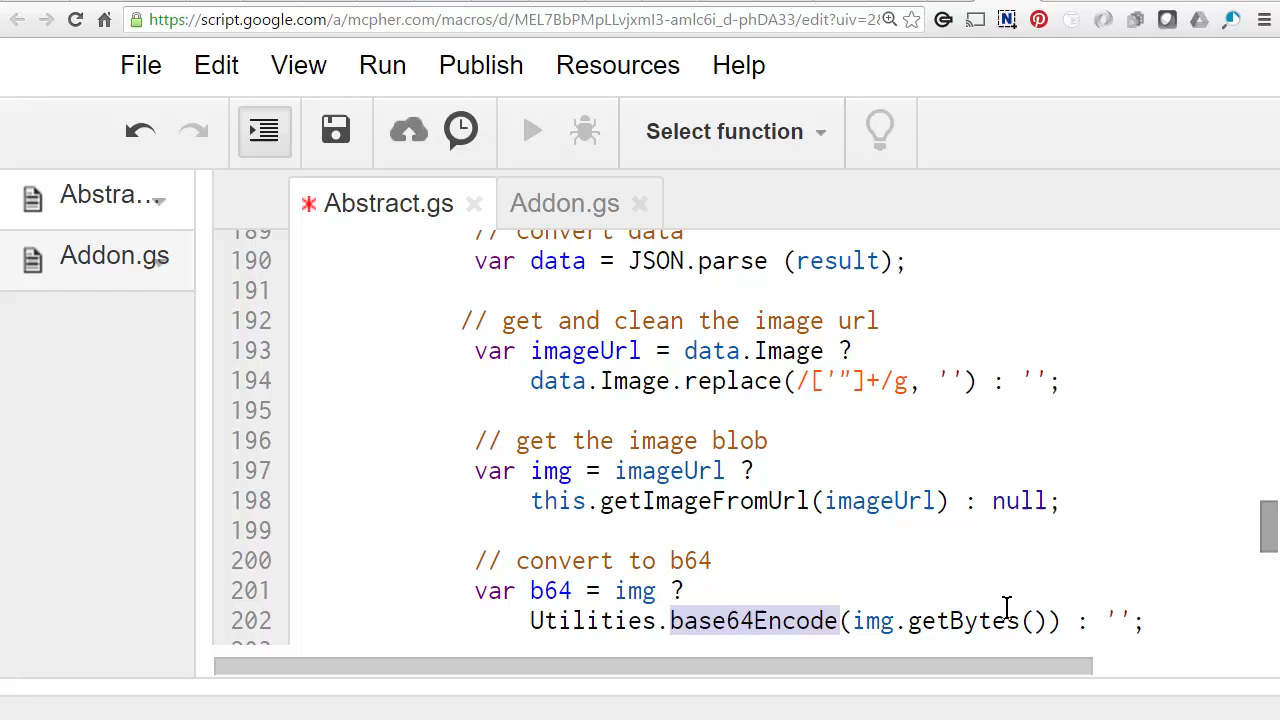 https://script.google.com/a/mcpher.com/macros/d/MEL7BBPMpLLvjxmI3-amlc6i_d-phDA33/edit?uiv=2&
File Edit View Run Publish Resources Help
Select function
Abstra... 
Addon.gs
* Abstract.gs
Addon.gs
189 // convert data
190 var data = JSON.parse (result);
191
192 // get and clean the image url
193 var imageUrl = data.Image ?
194 data.Image.replace(/['"]+/g, '') : '';
195
196 // get the image blob
197 var img = imageUrl ?
198 this.getImageFromUrl(imageUrl) : null;
199
200 // convert to b64
201 var b64 = img ?
202 Utilities.base64Encode(img.getBytes()) : '';